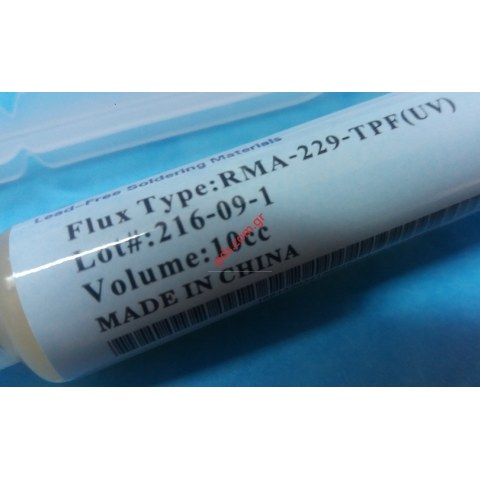 Lead-Free Soldering Materials
Flux Type:RMA-229-TPF(UV)
Lot#:216-09-1
Volume:10cc
MADE IN CHINA